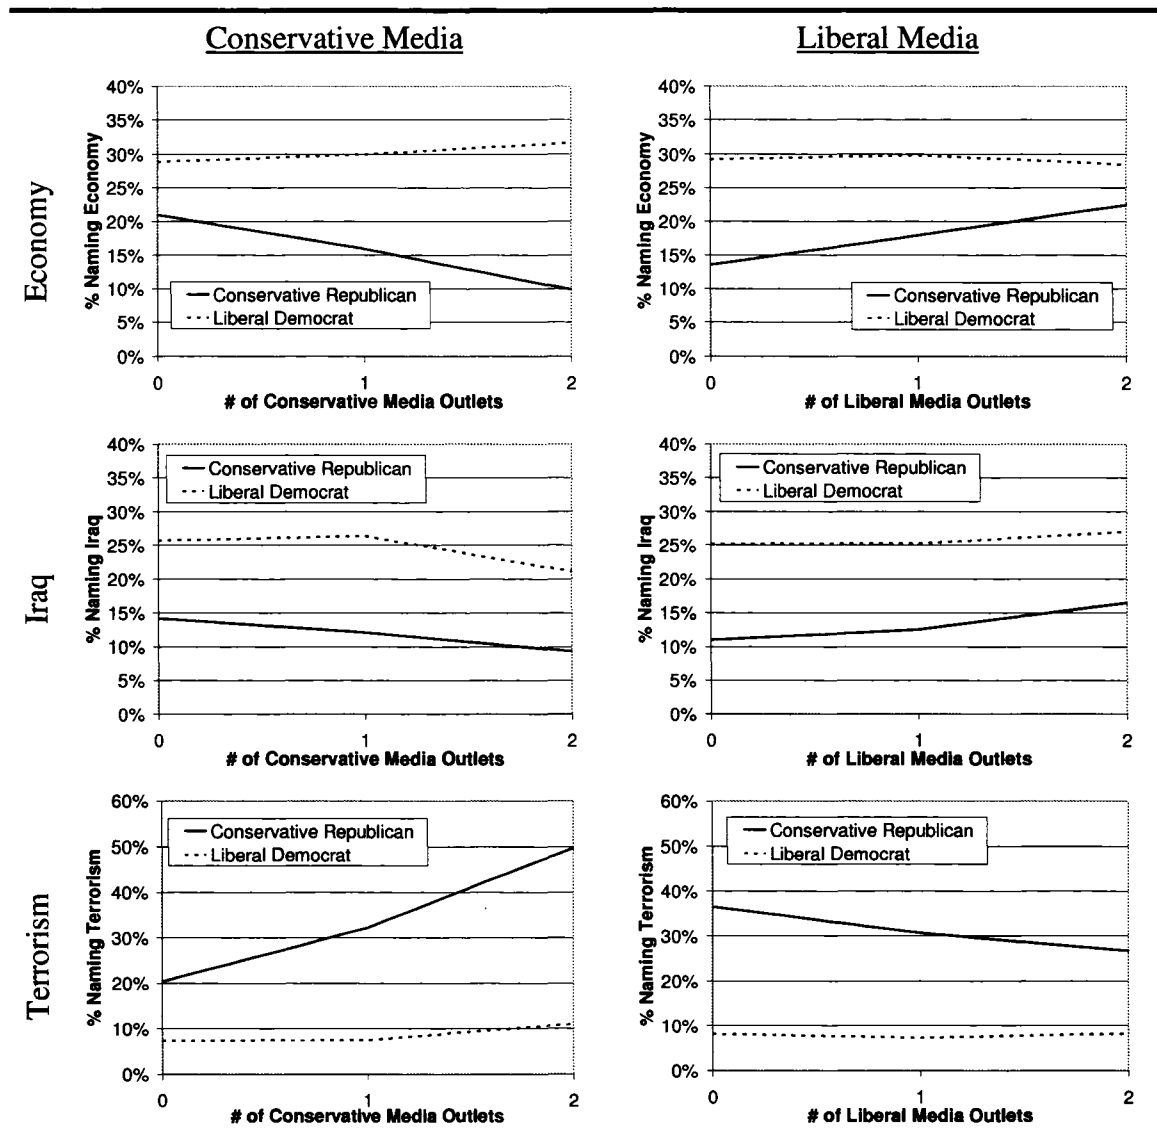 Conservative Media
Liberal Media
Economy
% Naming Economy
40%
35%
30%
25%
20%
15%
10%
5%
0%
Conservative Republican
Liberal Democrat
0 1 2
# of Conservative Media Outlets
% Naming Economy
40%
35%
30%
25%
20%
15%
10%
5%
0%
Conservative Republican
Liberal Democrat
0 1 2
# of Liberal Media Outlets
Iraq
% Naming Iraq
40%
35%
30%
25%
20%
15%
10%
5%
0%
Conservative Republican
Liberal Democrat
0 1 2
# of Conservative Media Outlets
% Naming Iraq
40%
35%
30%
25%
20%
15%
10%
5%
0%
Conservative Republican
Liberal Democrat
0 1 2
# of Liberal Media Outlets
Terrorism
% Naming Terrorism
60%
50%
40%
30%
20%
10%
0%
Conservative Republican
Liberal Democrat
0 1 2
# of Conservative Media Outlets
% Naming Terrorism
60%
50%
40%
30%
20%
10%
0%
Conservative Republican
Liberal Democrat
0 1 2
# of Liberal Media Outlets